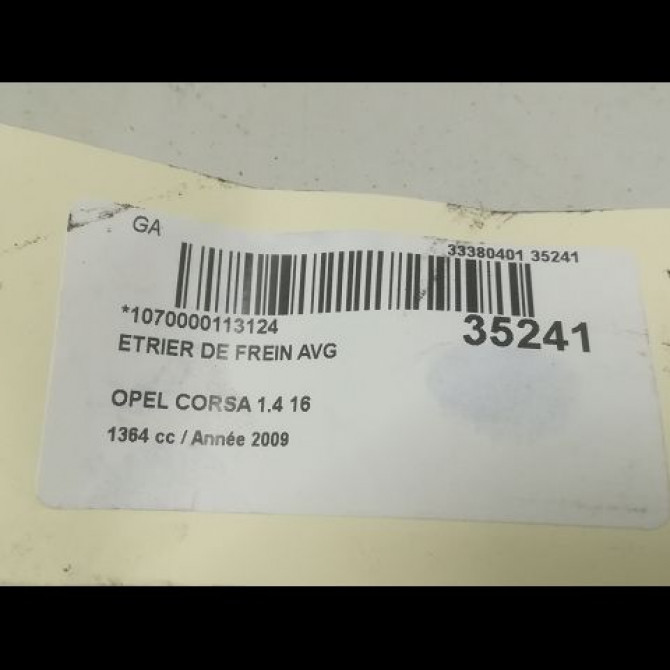 GA
33380401 35241
*1070000113124
35241
ETRIER DE FREIN AVG
OPEL CORSA 1.4 16
1364 cc / Année 2009